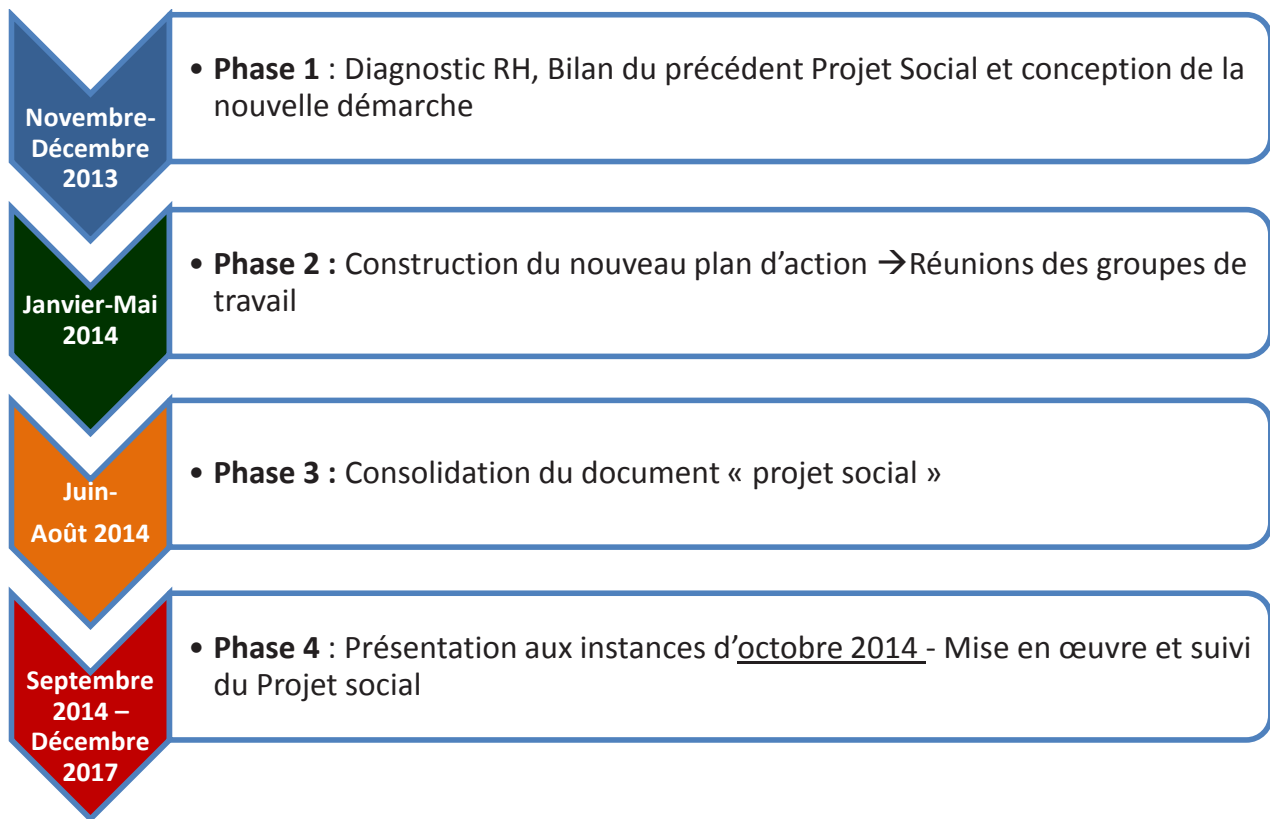 Novembre-
Décembre
2013
• Phase 1 : Diagnostic RH, Bilan du précédent Projet Social et conception de la
nouvelle démarche
Janvier-Mai
2014
• Phase 2 : Construction du nouveau plan d’action →Réunions des groupes de
travail
Juin-
Août 2014
• Phase 3 : Consolidation du document « projet social »
Septembre
2014 –
Décembre
2017
• Phase 4 : Présentation aux instances d’octobre 2014 - Mise en œuvre et suivi
du Projet social